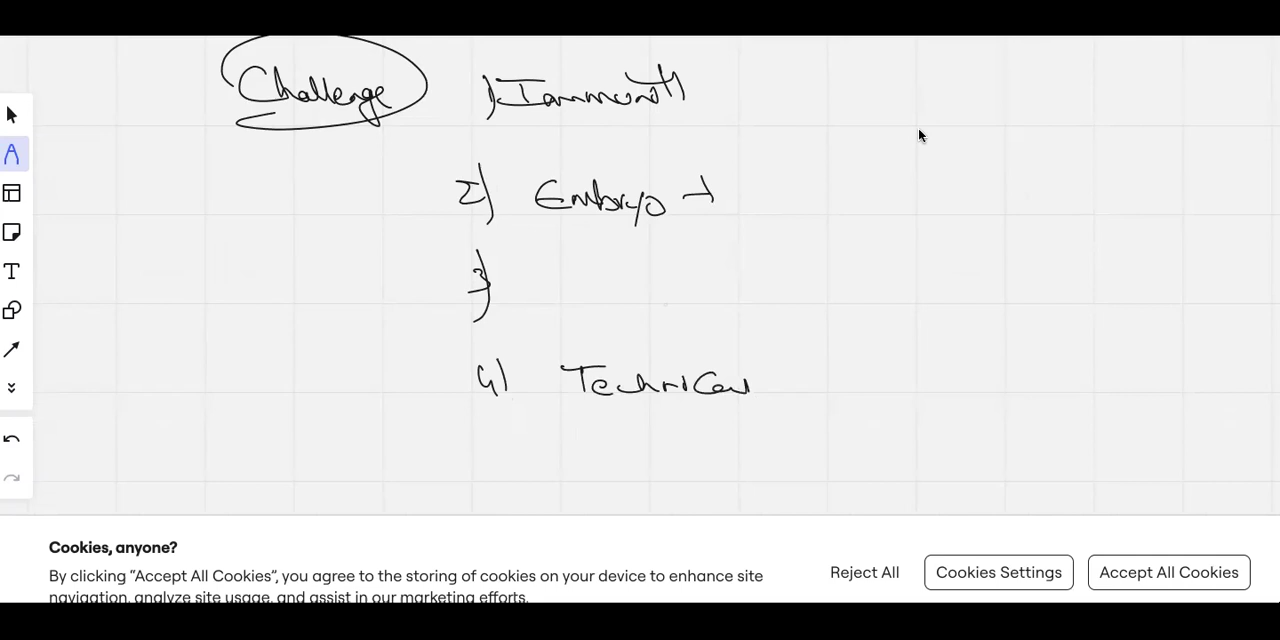 Challenge 1)
2) Embryo →
3)
4) Technical
Cookies, anyone?
By clicking “Accept All Cookies”, you agree to the storing of cookies on your device to enhance site
navigation, analyze site usage, and assist in our marketing efforts.
Reject All
Cookies Settings
Accept All Cookies